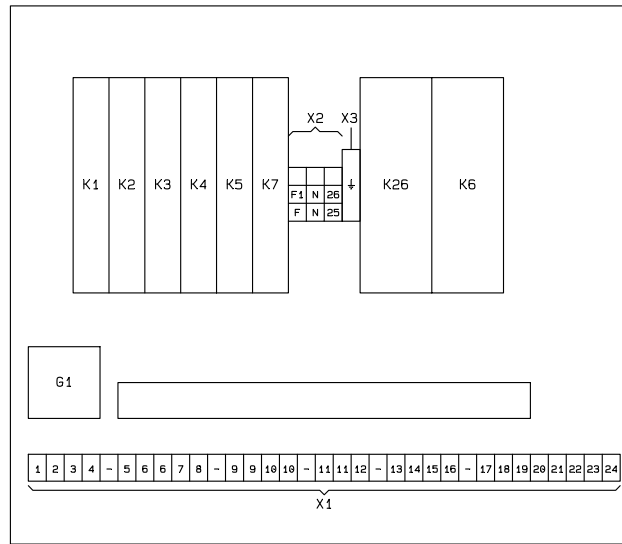 X2 X3
K1 K2 K3 K4 K5 K7 K26 K6
F1 N 26
F N 25
G1
1 2 3 4 - 5 6 6 7 8 - 9 9 10 10 - 11 11 12 - 13 14 15 16 - 17 18 19 20 21 22 23 24
X1